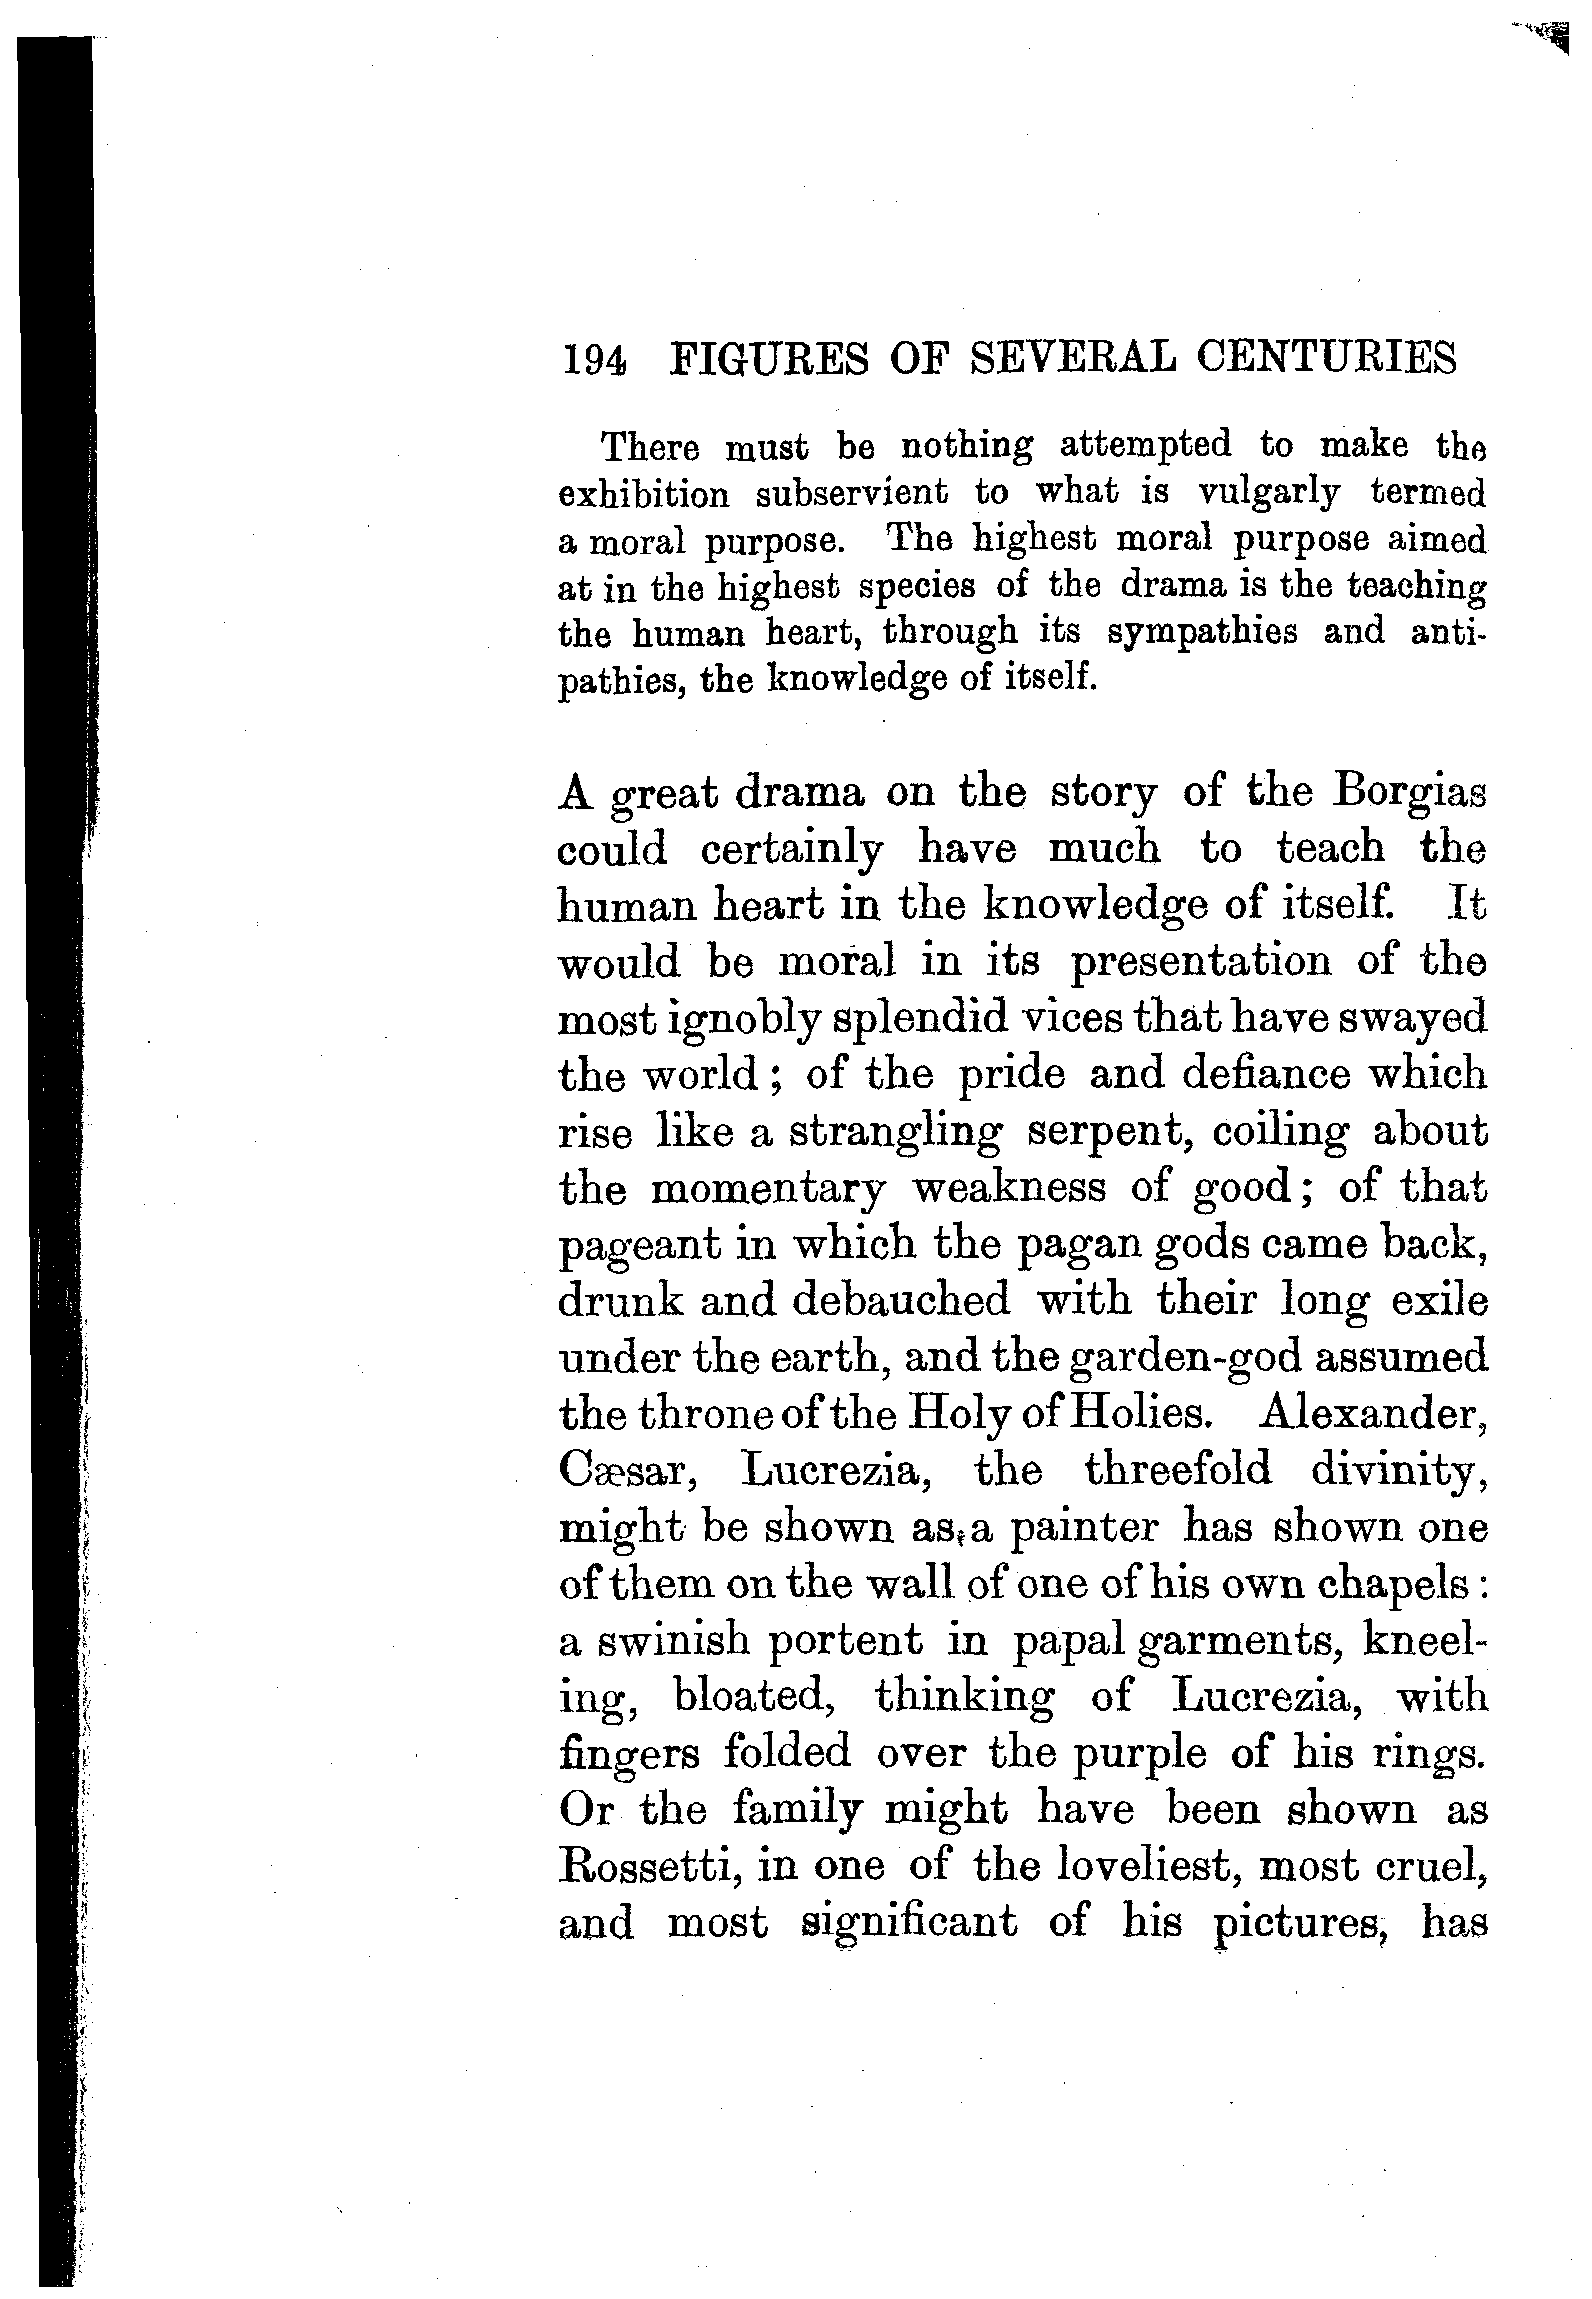 194 FIGURES OF SEVERAL CENTURIES
There must be nothing attempted to make the
exhibition subservient to what is vulgarly termed
a moral purpose. The highest moral purpose aimed
at in the highest species of the drama is the teaching
the human heart, through its sympathies and anti-
pathies, the knowledge of itself.
A great drama on the story of the Borgias
could certainly have much to teach the
human heart in the knowledge of itself. It
would be moral in its presentation of the
most ignobly splendid vices that have swayed
the world; of the pride and defiance which
rise like a strangling serpent, coiling about
the momentary weakness of good; of that
pageant in which the pagan gods came back,
drunk and debauched with their long exile
under the earth, and the garden-god assumed
the throne of the Holy of Holies. Alexander,
Cæsar, Lucrezia, the threefold divinity,
might be shown as a painter has shown one
of them on the wall of one of his own chapels:
a swinish portent in papal garments, kneel-
ing, bloated, thinking of Lucrezia, with
fingers folded over the purple of his rings.
Or the family might have been shown as
Rossetti, in one of the loveliest, most cruel,
and most significant of his pictures, has